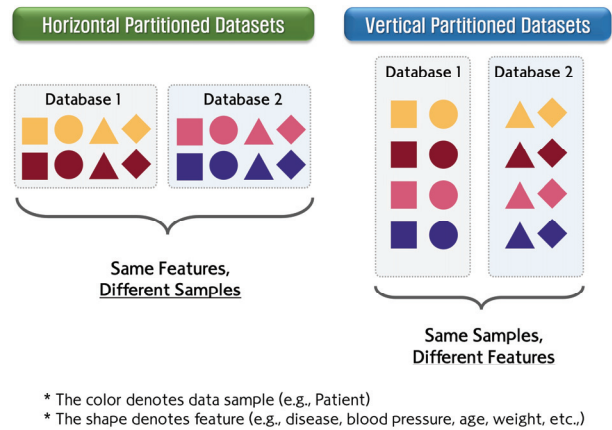 Horizontal Partitioned Datasets
Vertical Partitioned Datasets
Database 1
Database 2
Database 1
Database 2
Same Features,
Different Samples
Same Samples,
Different Features
* The color denotes data sample (e.g., Patient)
* The shape denotes feature (e.g., disease, blood pressure, age, weight, etc.,)